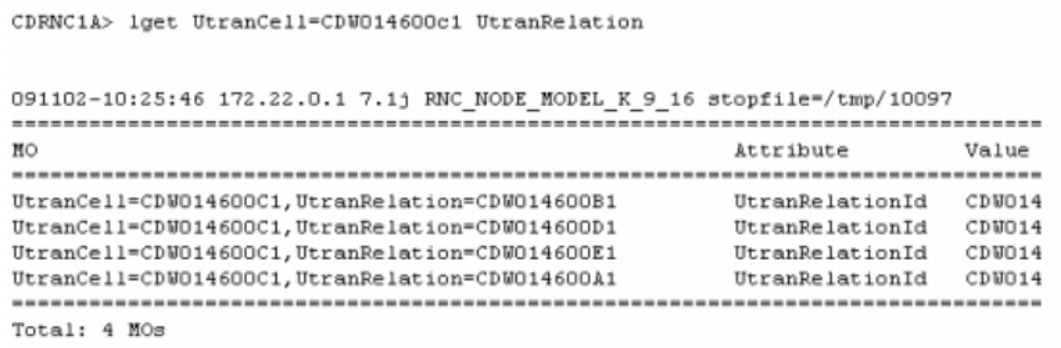 CDRNC1A> lget UtranCell=CDW014600c1 UtranRelation
091102-10:25:46 172.22.0.1 7.1j RNC_NODE_MODEL_K_9_16 stopfile=/tmp/10097
=================================================================================
MO Attribute Value
=================================================================================
UtranCell=CDW014600C1,UtranRelation=CDW014600B1 UtranRelationId CDW014
UtranCell=CDW014600C1,UtranRelation=CDW014600D1 UtranRelationId CDW014
UtranCell=CDW014600C1,UtranRelation=CDW014600E1 UtranRelationId CDW014
UtranCell=CDW014600C1,UtranRelation=CDW014600A1 UtranRelationId CDW014
=================================================================================
Total: 4 MOs